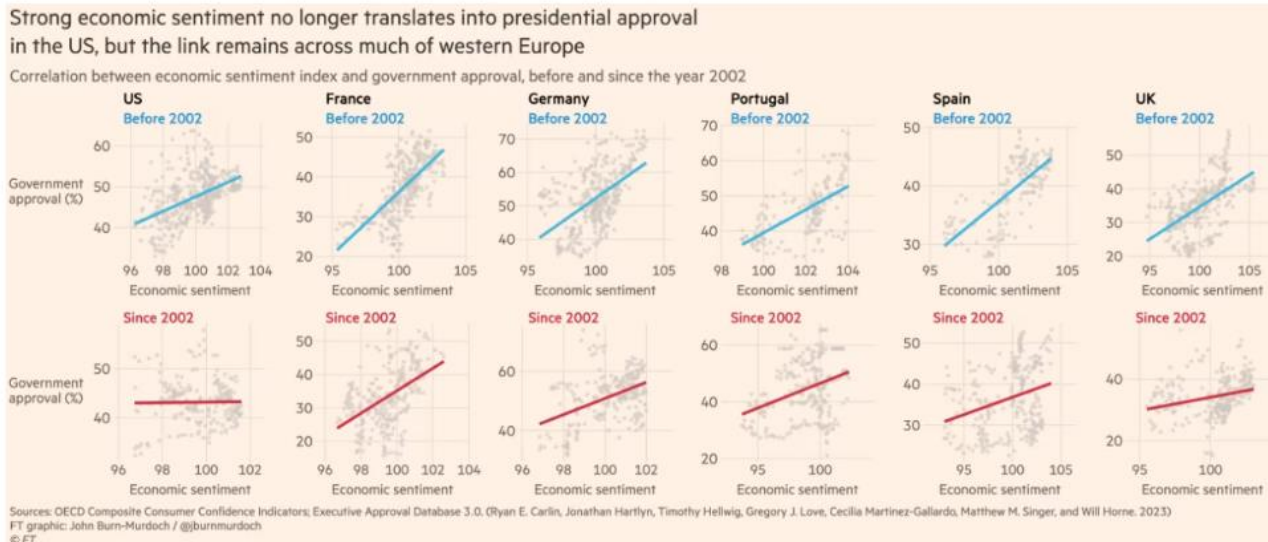 Strong economic sentiment no longer translates into presidential approval
in the US, but the link remains across much of western Europe
Correlation between economic sentiment index and government approval, before and since the year 2002
US France Germany Portugal Spain UK
Before 2002 Before 2002 Before 2002 Before 2002 Before 2002 Before 2002
Government
approval (%)
60
50
40
96 98 100 102 104
Economic sentiment
50
40
30
20
95 100 105
Economic sentiment
70
60
50
40
95 100 105
Economic sentiment
70
60
50
40
98 100 102 104
Economic sentiment
50
40
30
95 100 105
Economic sentiment
50
40
30
20
95 100 105
Economic sentiment
Since 2002 Since 2002 Since 2002 Since 2002 Since 2002 Since 2002
Government
approval (%)
50
40
96 98 100 102
Economic sentiment
50
40
30
20
96 98 100 102 104
Economic sentiment
60
40
96 98 100 102
Economic sentiment
60
40
20
95 100
Economic sentiment
50
40
30
95 100 105
Economic sentiment
40
20
95 100
Economic sentiment
Sources: OECD Composite Consumer Confidence Indicators; Executive Approval Database 3.0. (Ryan E. Carlin, Jonathan Hartlyn, Timothy Hellwig, Gregory J. Love, Cecilia Martinez-Gallardo, Matthew M. Singer, and Will Horne. 2023)
FT graphic: John Burn-Murdoch / @jburnmurdoch
© FT